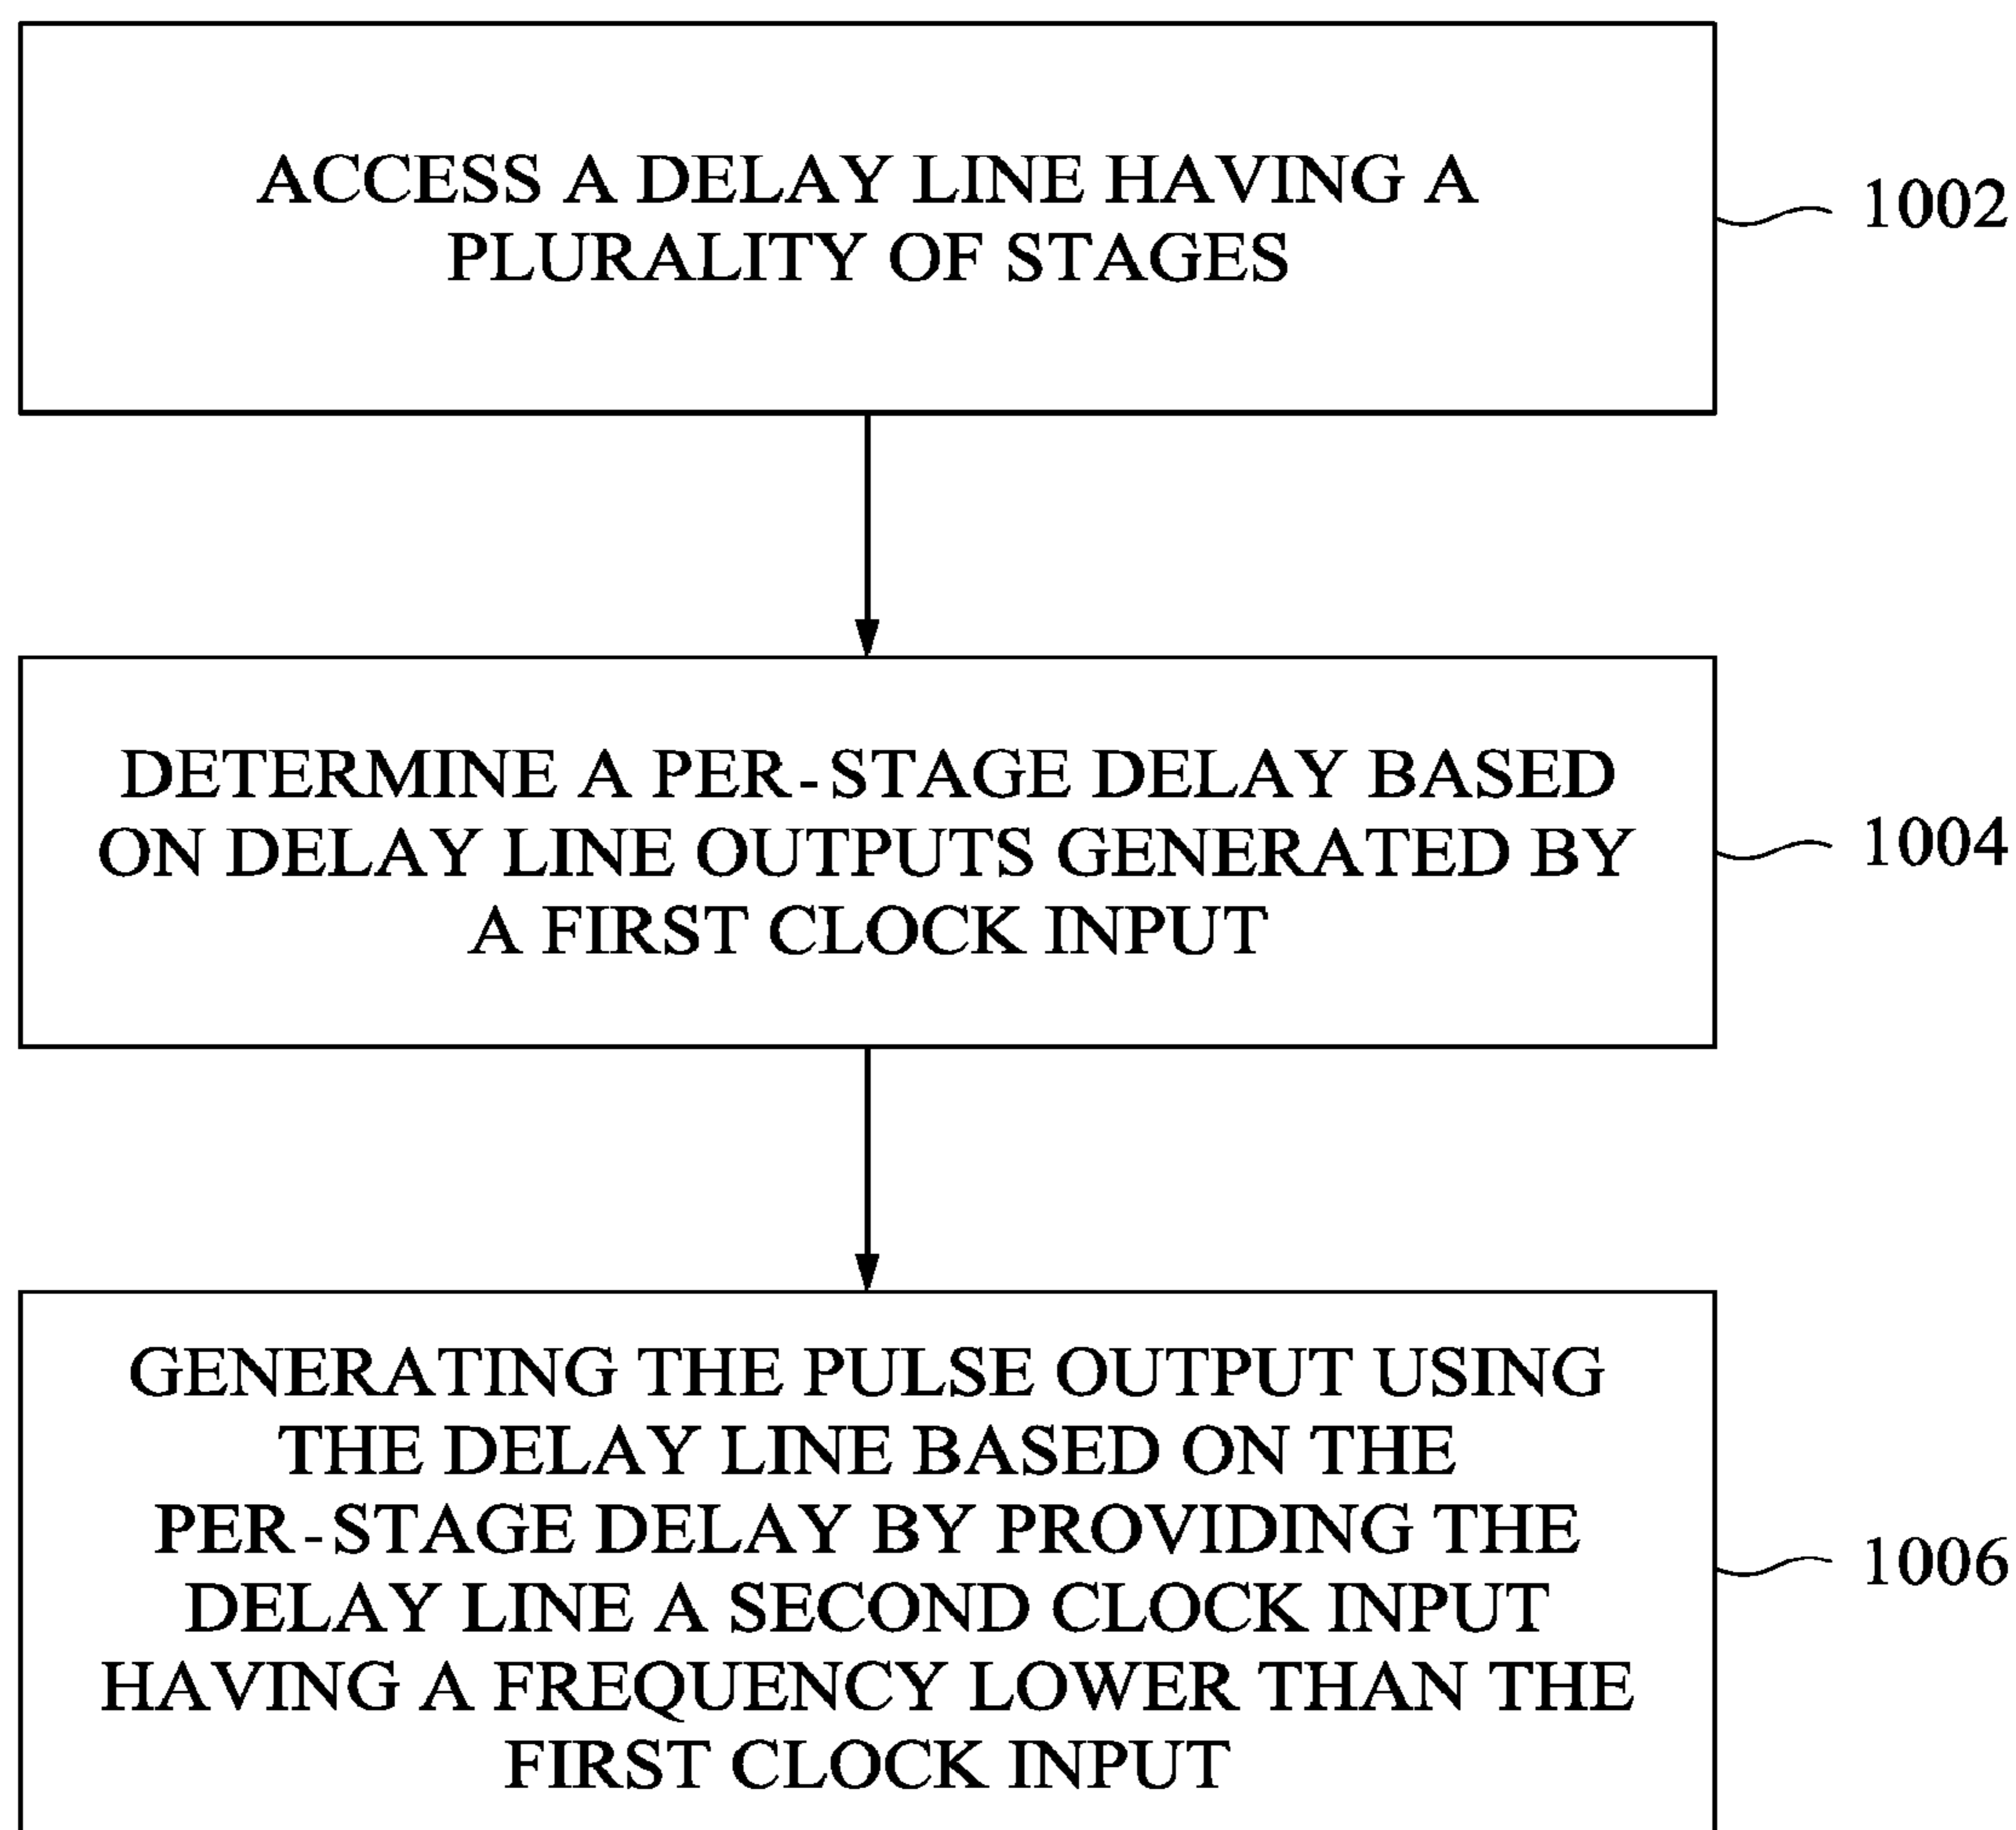 ACCESS A DELAY LINE HAVING A
PLURALITY OF STAGES
1002
DETERMINE A PER-STAGE DELAY BASED
ON DELAY LINE OUTPUTS GENERATED BY
A FIRST CLOCK INPUT
1004
GENERATING THE PULSE OUTPUT USING
THE DELAY LINE BASED ON THE
PER-STAGE DELAY BY PROVIDING THE
DELAY LINE A SECOND CLOCK INPUT
HAVING A FREQUENCY LOWER THAN THE
FIRST CLOCK INPUT
1006